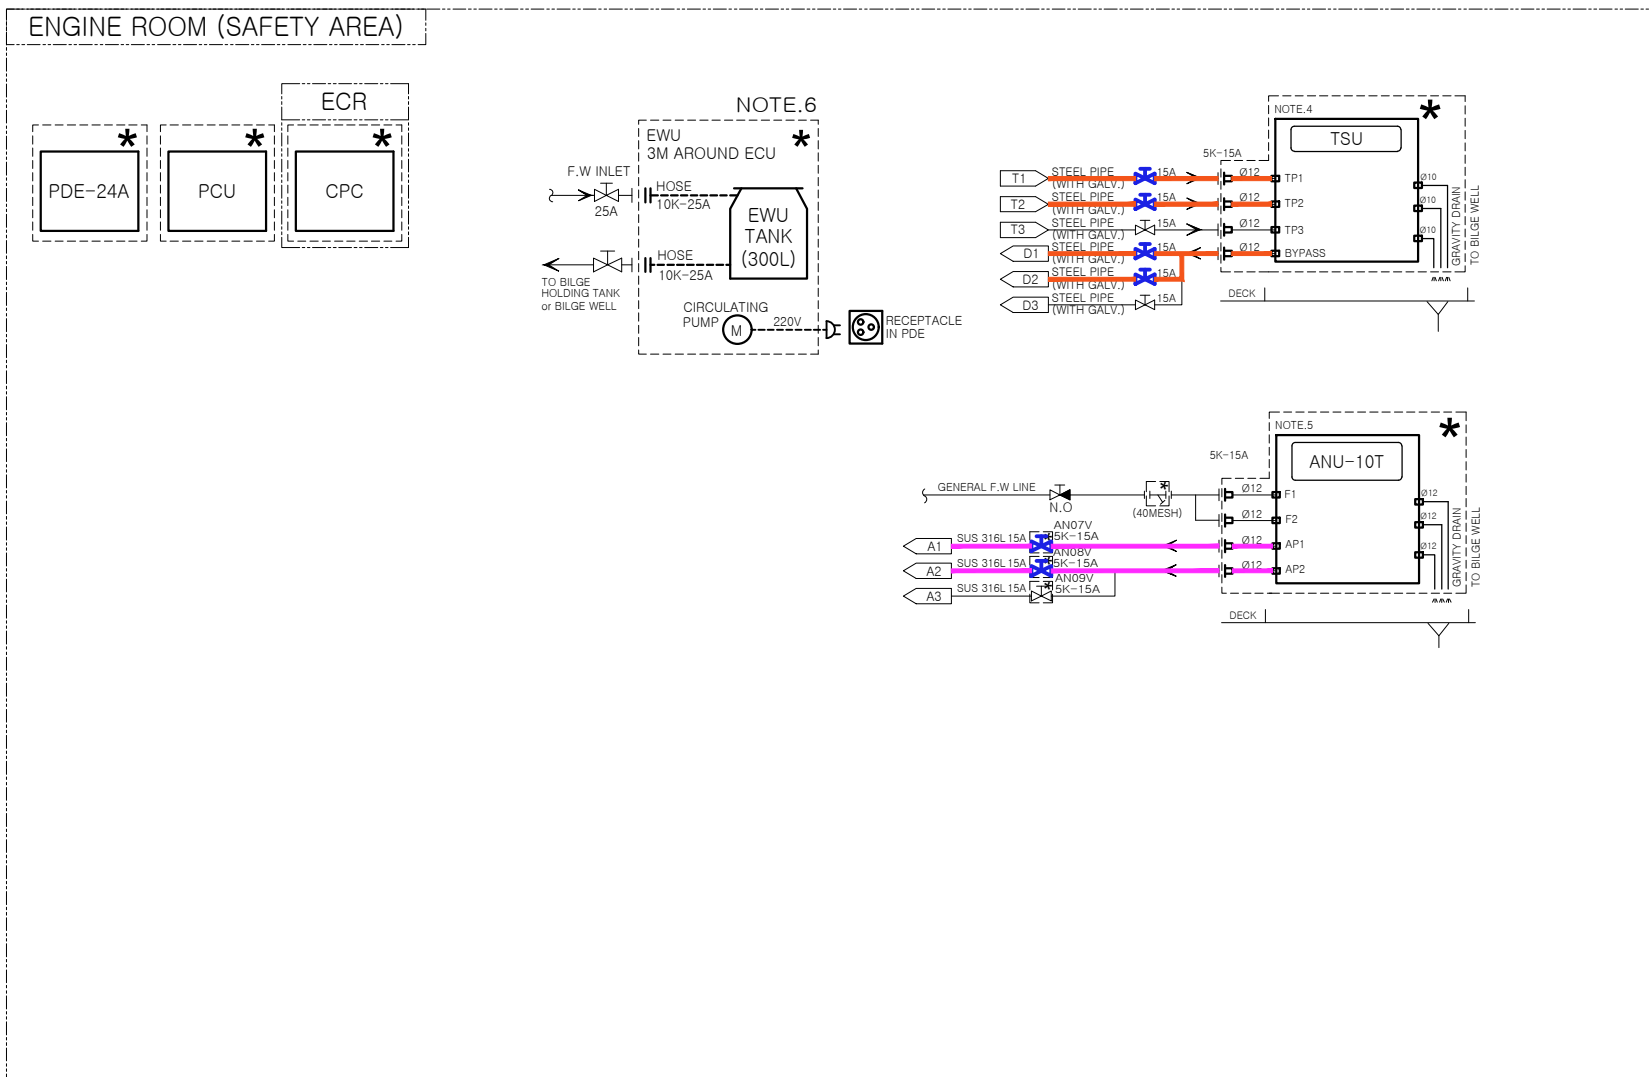 ENGINE ROOM (SAFETY AREA)
ECR
*
*
*
PDE-24A
PCU
CPC
NOTE.6
EWU
3M AROUND ECU
*
F.W INLET
25A
HOSE
10K-25A
EWU
TANK
(300L)
HOSE
10K-25A
TO BILGE
HOLDING TANK
or BILGE WELL
CIRCULATING
PUMP
M
220V
RECEPTACLE
IN PDE
NOTE.4
*
TSU
5K-15A
T1
STEEL PIPE
(WITH GALV.)
15A
Ø12
TP1
T2
STEEL PIPE
(WITH GALV.)
15A
Ø12
TP2
T3
STEEL PIPE
(WITH GALV.)
15A
Ø12
TP3
D1
STEEL PIPE
(WITH GALV.)
15A
Ø12
BYPASS
D2
STEEL PIPE
(WITH GALV.)
15A
D3
STEEL PIPE
(WITH GALV.)
15A
Ø10
Ø10
Ø10
GRAVITY DRAIN
TO BILGE WELL
DECK
NOTE.5
*
ANU-10T
5K-15A
GENERAL F.W LINE
N.O
*
(40MESH)
Ø12
F1
Ø12
F2
AN07V
5K-15A
A1
SUS 316L 15A
Ø12
AP1
AN08V
5K-15A
A2
SUS 316L 15A
Ø12
AP2
AN09V
5K-15A
A3
SUS 316L 15A
Ø12
Ø12
Ø12
GRAVITY DRAIN
TO BILGE WELL
DECK